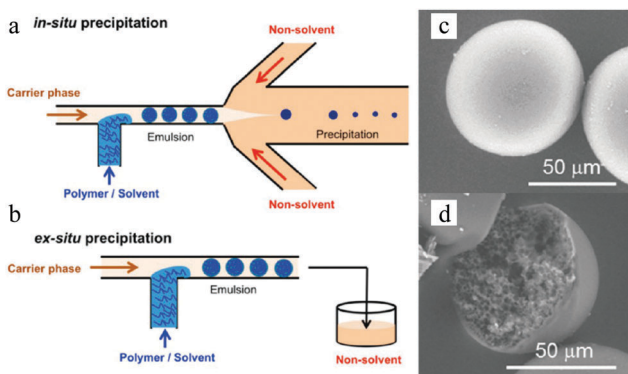 a
in-situ precipitation
Non-solvent
Carrier phase
Emulsion
Precipitation
Polymer / Solvent
Non-solvent
b
ex-situ precipitation
Carrier phase
Emulsion
Polymer / Solvent
Non-solvent
c
50 μm
d
50 μm